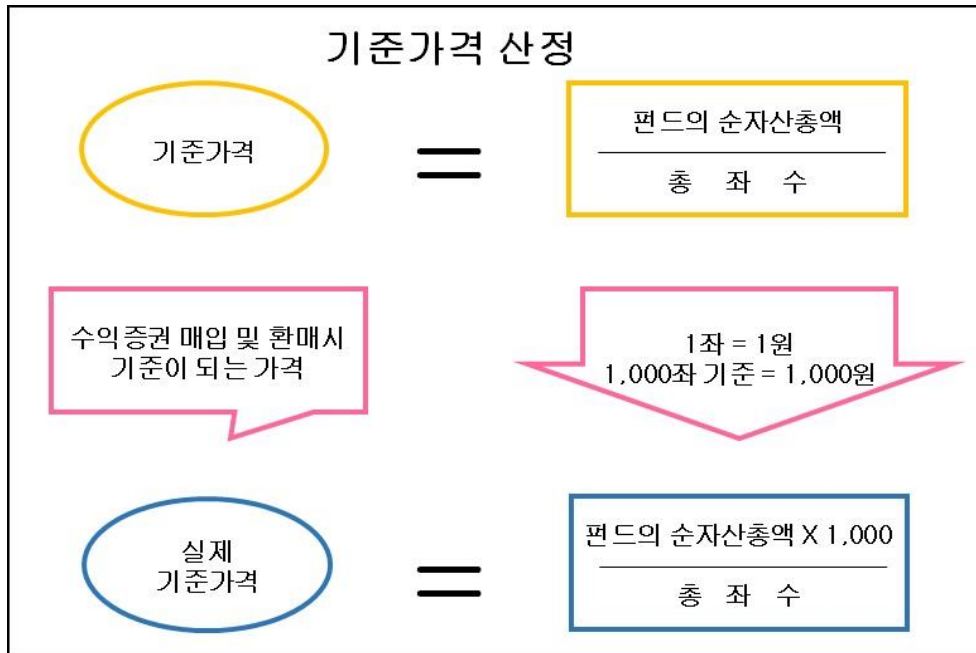 기준가격 산정
기준가격
=
펀드의 순자산총액
총 좌 수
수익증권 매입 및 환매시
기준이 되는 가격
1좌 = 1원
1,000좌 기준 = 1,000원
실제
기준가격
=
펀드의 순자산총액 X 1,000
총 좌 수